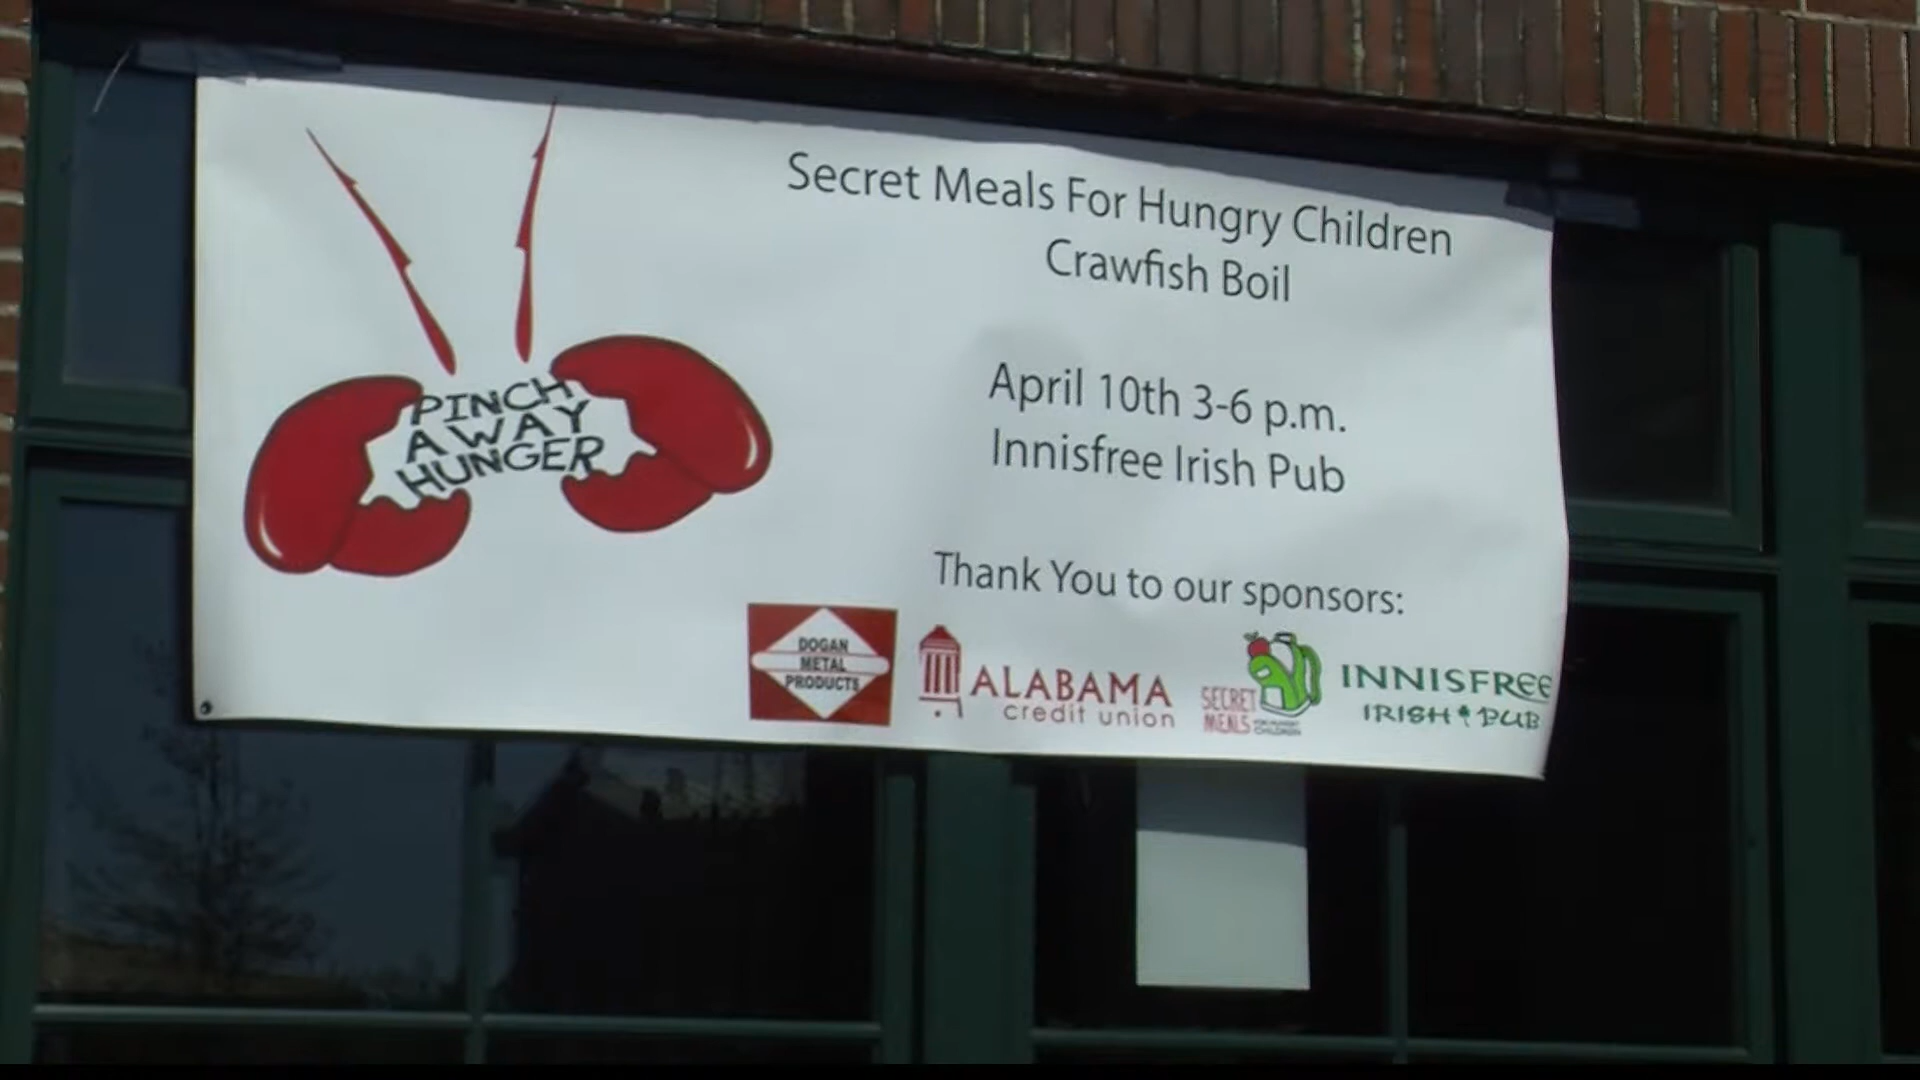 Secret Meals For Hungry Children
Crawfish Boil
PINCH
AWAY
HUNGER
April 10th 3-6 p.m.
Innisfree Irish Pub
Thank You to our sponsors:
DOGAN
METAL
PRODUCTS
ALABAMA
credit union
SECRET
MEALS
CHILDREN
INNISFREE
IRISH PUB